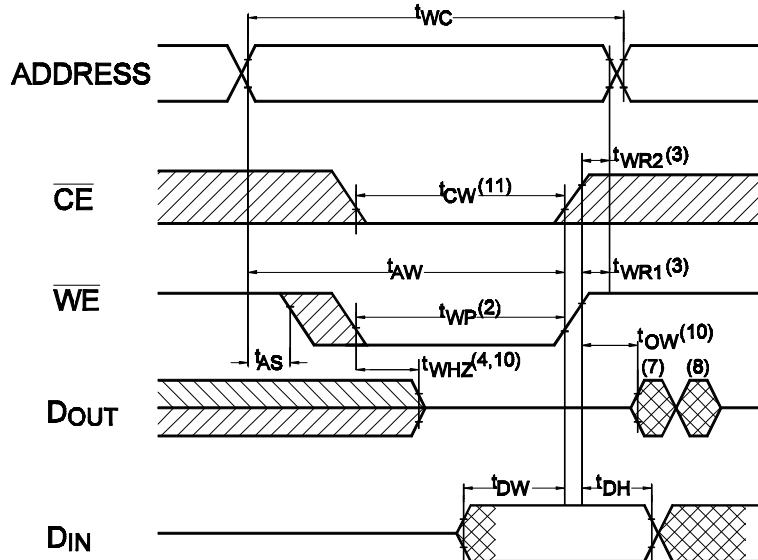 tWC
ADDRESS
tWR2(3)
CE tCW(11)
tAW tWR1(3)
WE tWP(2)
tOW(10)
tAS tWHZ(4,10) (7) (8)
DOUT
tDW tDH
DIN